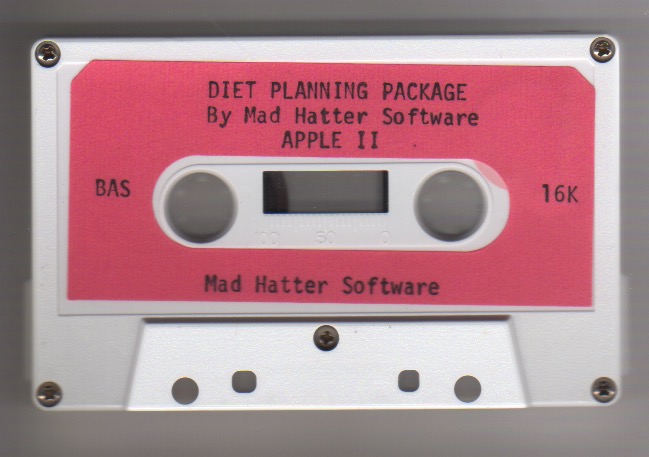 DIET PLANNING PACKAGE
By Mad Hatter Software
APPLE II
BAS
16K
100 50 0
Mad Hatter Software